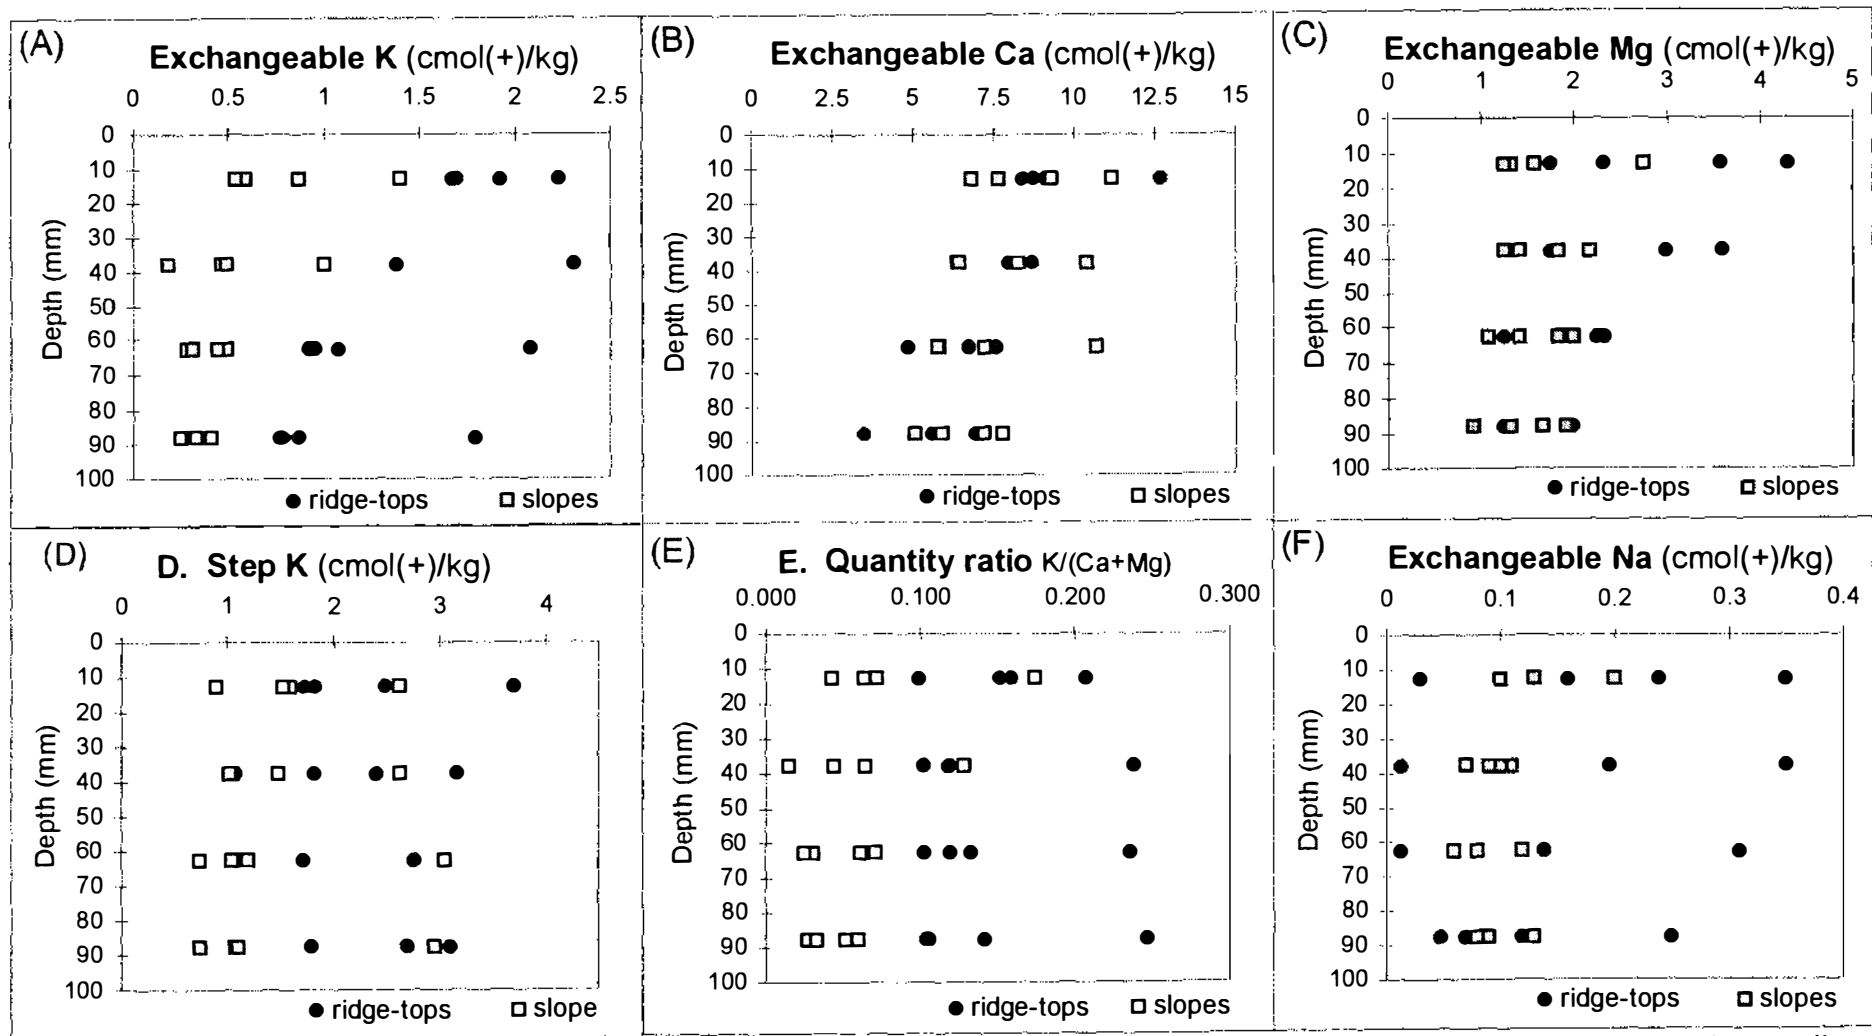 (A)
Exchangeable K (cmol(+)/kg)
0 0.5 1 1.5 2 2.5
0
10
20
30
40
50
60
70
80
90
100
Depth (mm)
● ridge-tops □ slopes
(B)
Exchangeable Ca (cmol(+)/kg)
0 2.5 5 7.5 10 12.5 15
0
10
20
30
40
50
60
70
80
90
100
Depth (mm)
● ridge-tops □ slopes
(C)
Exchangeable Mg (cmol(+)/kg)
0 1 2 3 4 5
0
10
20
30
40
50
60
70
80
90
100
Depth (mm)
● ridge-tops □ slopes
(D)
D. Step K (cmol(+)/kg)
0 1 2 3 4
0
10
20
30
40
50
60
70
80
90
100
Depth (mm)
● ridge-tops □ slope
(E)
E. Quantity ratio K/(Ca+Mg)
0.000 0.100 0.200 0.300
0
10
20
30
40
50
60
70
80
90
100
Depth (mm)
● ridge-tops □ slopes
(F)
Exchangeable Na (cmol(+)/kg)
0 0.1 0.2 0.3 0.4
0
10
20
30
40
50
60
70
80
90
100
Depth (mm)
● ridge-tops □ slopes